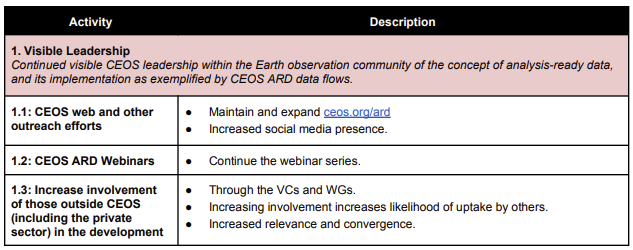 Activity Description
1. Visible Leadership
Continued visible CEOS leadership within the Earth observation community of the concept of analysis-ready data,
and its implementation as exemplified by CEOS ARD data flows.
1.1: CEOS web and other
outreach efforts
● Maintain and expand ceos.org/ard
● Increased social media presence.
1.2: CEOS ARD Webinars
● Continue the webinar series.
1.3: Increase involvement
of those outside CEOS
(including the private
sector) in the development
● Through the VCs and WGs.
● Increasing involvement increases likelihood of uptake by others.
● Increased relevance and convergence.